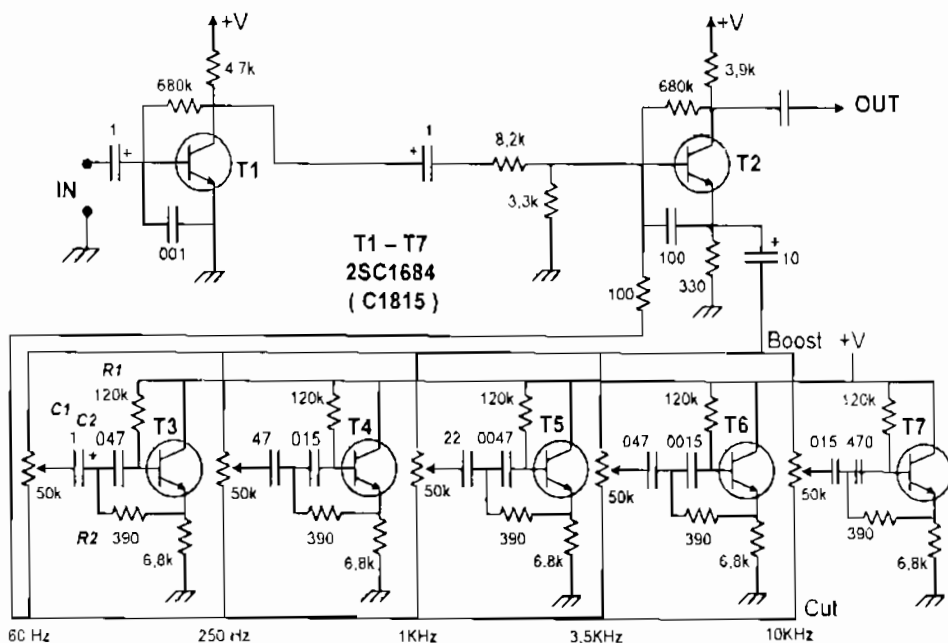 +V
+V
4.7k
3,9k
680k
680k
OUT
1
+
T1
1
+
8,2k
T2
IN
3,3k
001
T1 – T7
2SC1684
( C1815 )
100
100
330
+
10
Boost
+V
R1
120k
120k
120k
120k
120k
C1
C2
1
+
047
T3
47
015
T4
22
0047
T5
047
0015
T6
015
470
T7
50k
50k
50k
50k
50k
R2
390
390
390
390
390
6,8k
6,8k
6.8k
6,8k
6,8k
Cut
60 Hz
250 Hz
1KHz
3,5KHz
10KHz